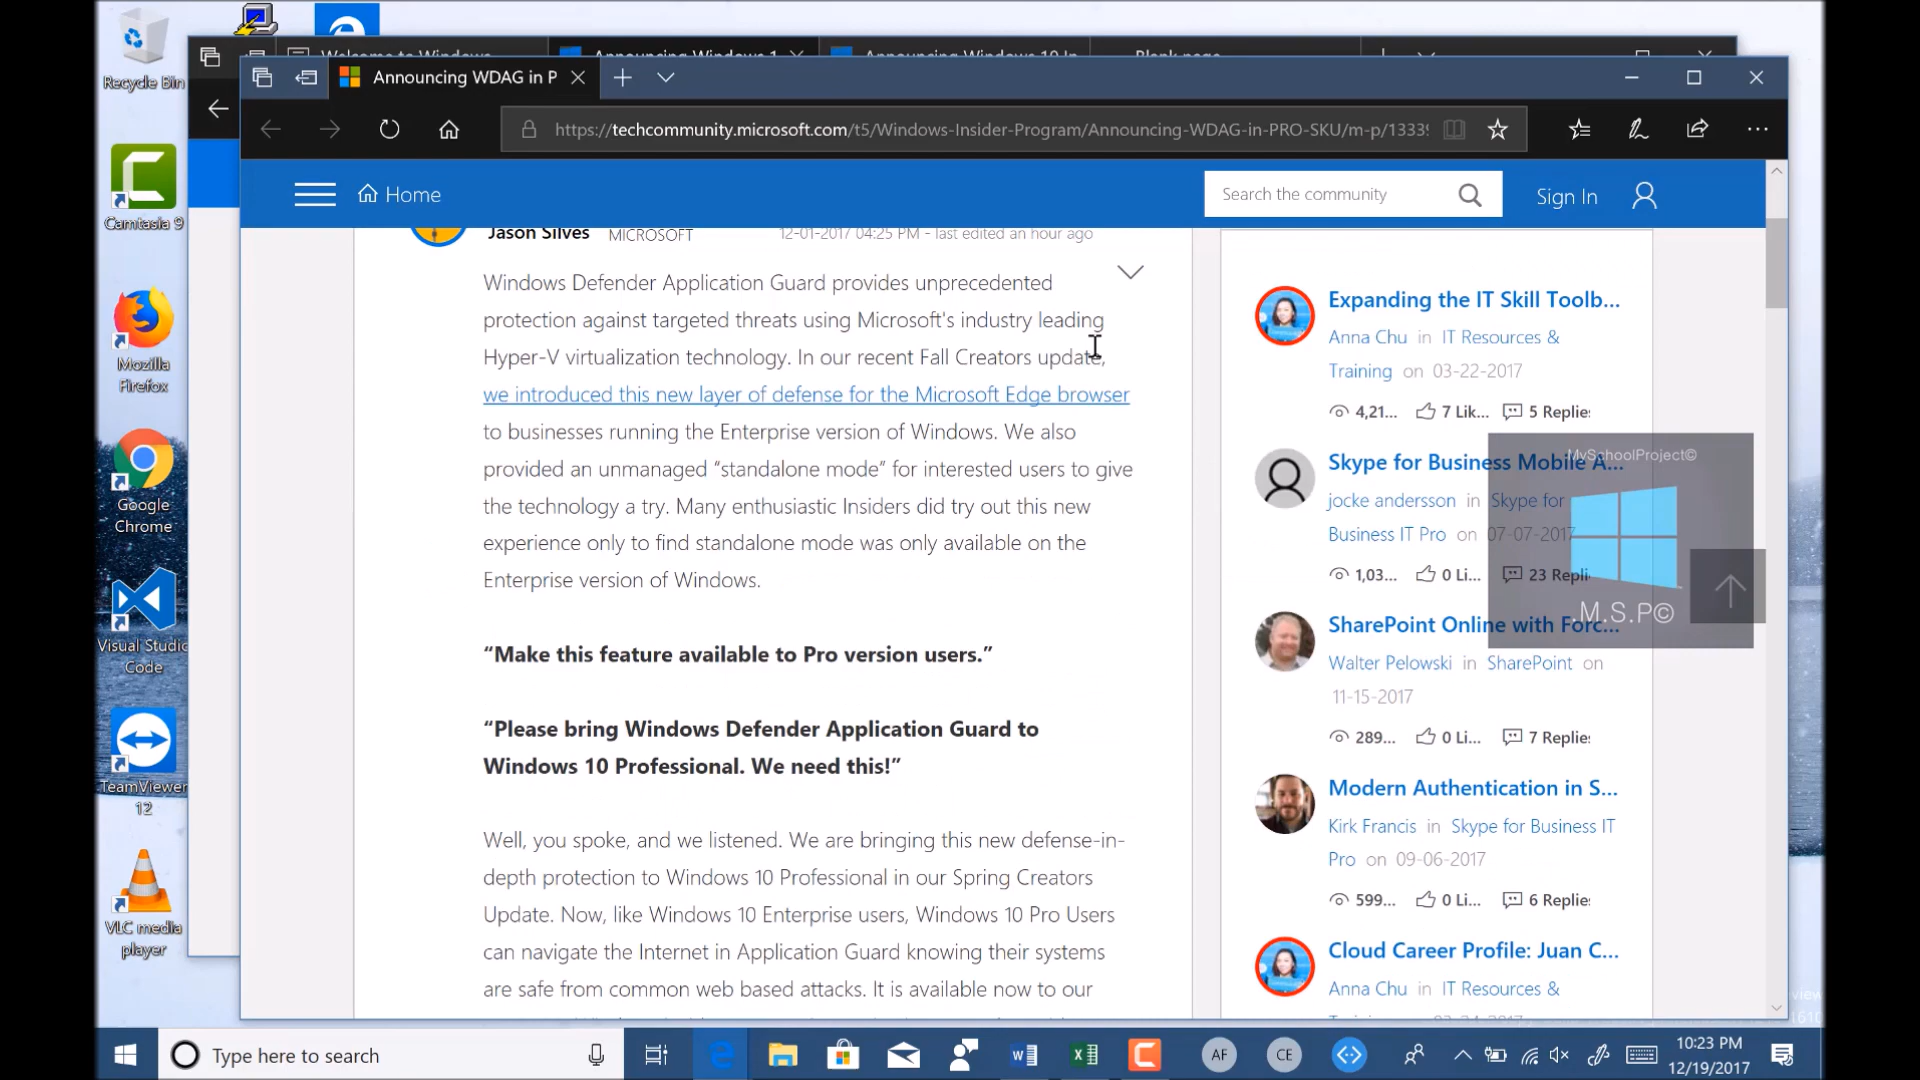 Recycle Bin
Camtasia 9
Mozilla
Firefox
Google
Chrome
Visual Studio
Code
TeamViewer
12
VLC media
player
Welcome to Windows
Announcing Windows 1
Announcing Windows 10 In
Blank page
Announcing WDAG in P
https://techcommunity.microsoft.com/t5/Windows-Insider-Program/Announcing-WDAG-in-PRO-SKU/m-p/13339
Home
Search the community
Sign In
Jason Silves MICROSOFT 12-01-2017 04:25 PM - last edited an hour ago
Windows Defender Application Guard provides unprecedented
protection against targeted threats using Microsoft's industry leading
Hyper-V virtualization technology. In our recent Fall Creators update,
we introduced this new layer of defense for the Microsoft Edge browser
to businesses running the Enterprise version of Windows. We also
provided an unmanaged “standalone mode” for interested users to give
the technology a try. Many enthusiastic Insiders did try out this new
experience only to find standalone mode was only available on the
Enterprise version of Windows.
“Make this feature available to Pro version users.”
“Please bring Windows Defender Application Guard to
Windows 10 Professional. We need this!”
Well, you spoke, and we listened. We are bringing this new defense-in-
depth protection to Windows 10 Professional in our Spring Creators
Update. Now, like Windows 10 Enterprise users, Windows 10 Pro Users
can navigate the Internet in Application Guard knowing their systems
are safe from common web based attacks. It is available now to our
Expanding the IT Skill Toolb...
Anna Chu in IT Resources &
Training on 03-22-2017
4,21... 7 Lik... 5 Replies
Skype for Business Mobile A...
jocke andersson in Skype for
Business IT Pro on 07-07-2017
1,03... 0 Li... 23 Repli
SharePoint Online with Forc...
Walter Pelowski in SharePoint on
11-15-2017
289... 0 Li... 7 Replies
Modern Authentication in S...
Kirk Francis in Skype for Business IT
Pro on 09-06-2017
599... 0 Li... 6 Replies
Cloud Career Profile: Juan C...
Anna Chu in IT Resources &
MySchoolProject©
.M.S.P©
Type here to search
AF
CE
10:23 PM
12/19/2017